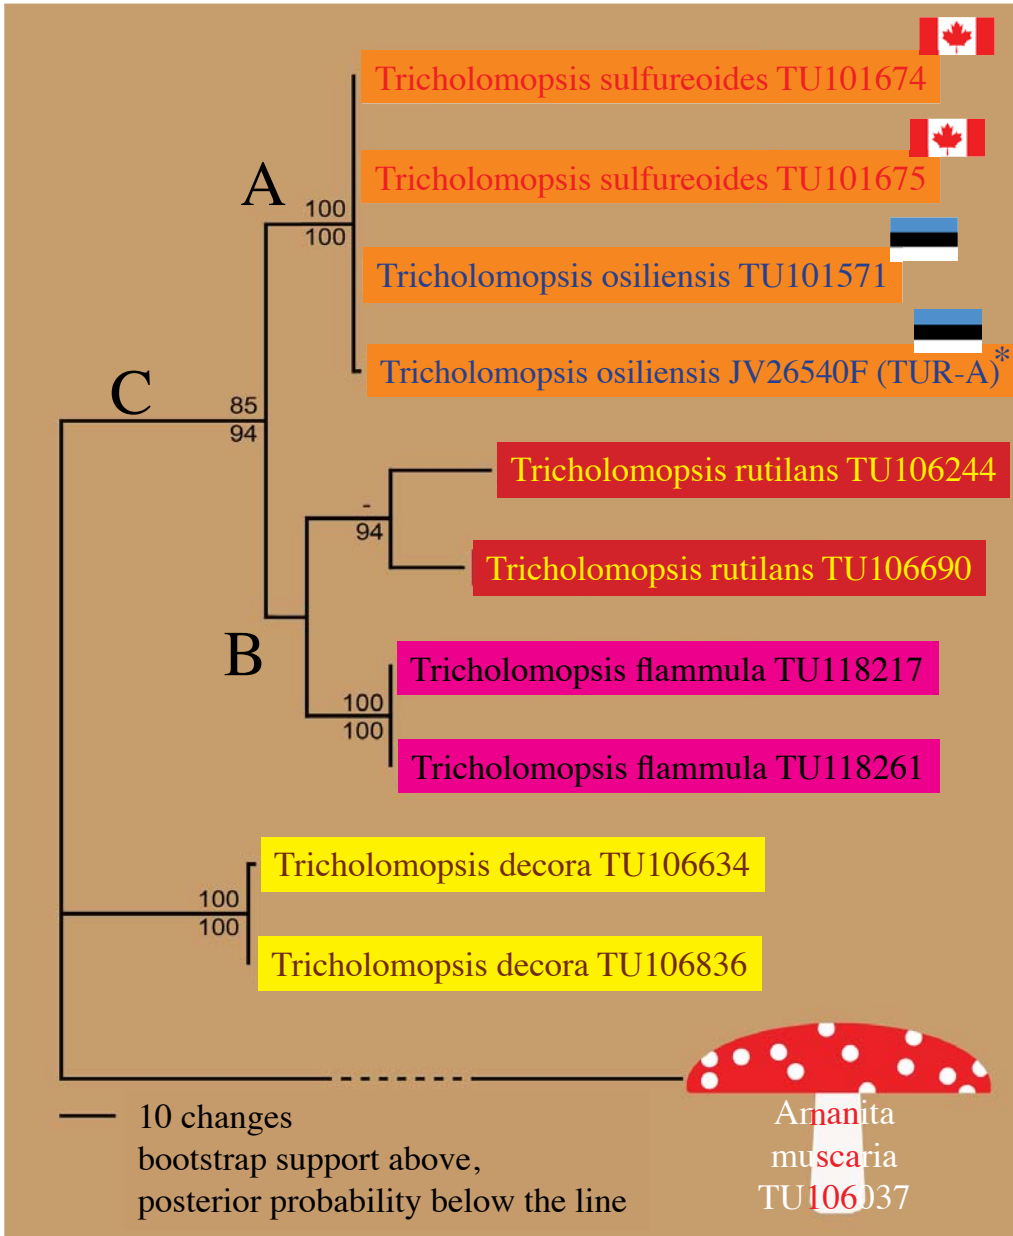 Tricholomopsis sulfureoides TU101674
Tricholomopsis sulfureoides TU101675
A
100
100
Tricholomopsis osiliensis TU101571
Tricholomopsis osiliensis JV26540F (TUR-A)*
C
85
94
Tricholomopsis rutilans TU106244
-
94
Tricholomopsis rutilans TU106690
B
Tricholomopsis flammula TU118217
100
100
Tricholomopsis flammula TU118261
Tricholomopsis decora TU106634
100
100
Tricholomopsis decora TU106836
10 changes
bootstrap support above,
posterior probability below the line
Amanita
muscaria
TU106037